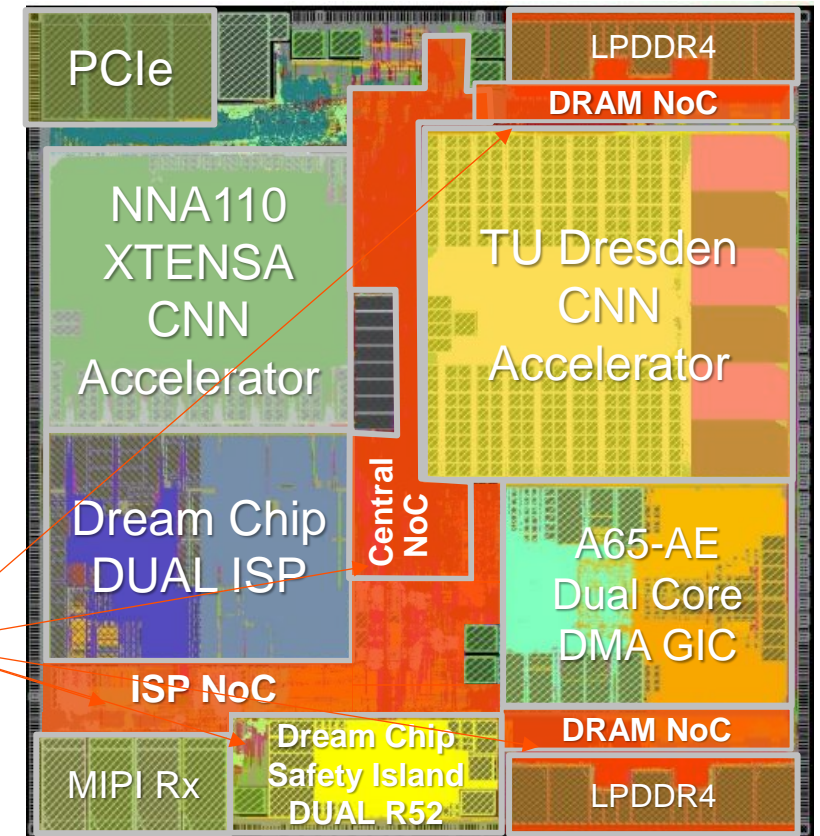 PCIe
LPDDR4
DRAM NoC
NNA110
XTENSA
CNN
Accelerator
TU Dresden
CNN
Accelerator
Central
NoC
Dream Chip
DUAL ISP
A65-AE
Dual Core
DMA GIC
iSP NoC
DRAM NoC
MIPI Rx
Dream Chip
Safety Island
DUAL R52
LPDDR4